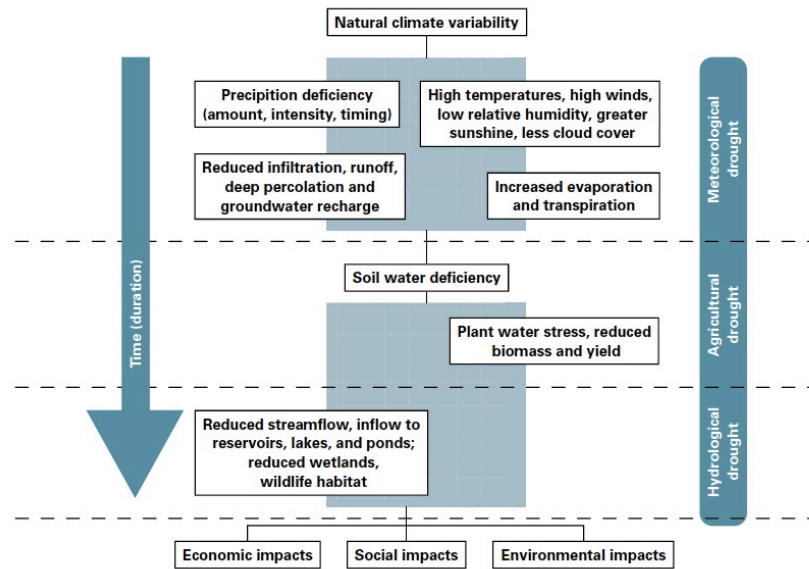 Natural climate variability
Precipition deficiency
(amount, intensity, timing)
High temperatures, high winds,
low relative humidity, greater
sunshine, less cloud cover
Reduced infiltration, runoff,
deep percolation and
groundwater recharge
Increased evaporation
and transpiration
Meteorological
drought
Time (duration)
Soil water deficiency
Plant water stress, reduced
biomass and yield
Agricultural
drought
Reduced streamflow, inflow to
reservoirs, lakes, and ponds;
reduced wetlands,
wildlife habitat
Hydrological
drought
Economic impacts
Social impacts
Environmental impacts